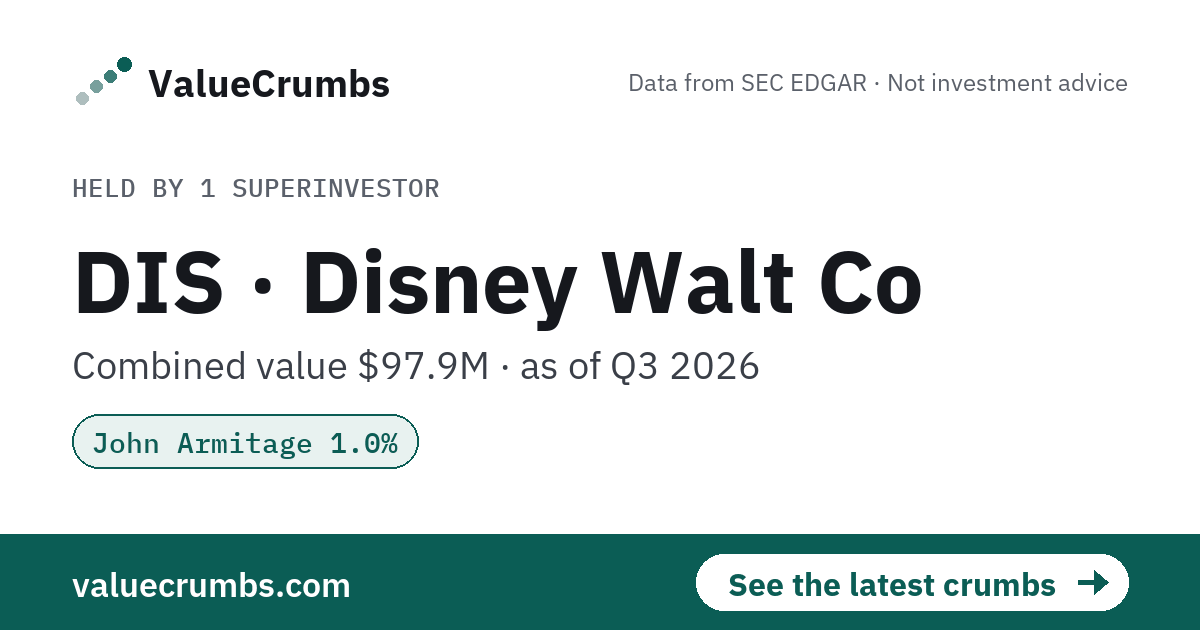 ValueCrumbs
Data from SEC EDGAR · Not investment advice
HELD BY 1 SUPERINVESTOR
DIS · Disney Walt Co
Combined value $97.9M · as of Q3 2026
John Armitage 1.0%
valuecrumbs.com
See the latest crumbs